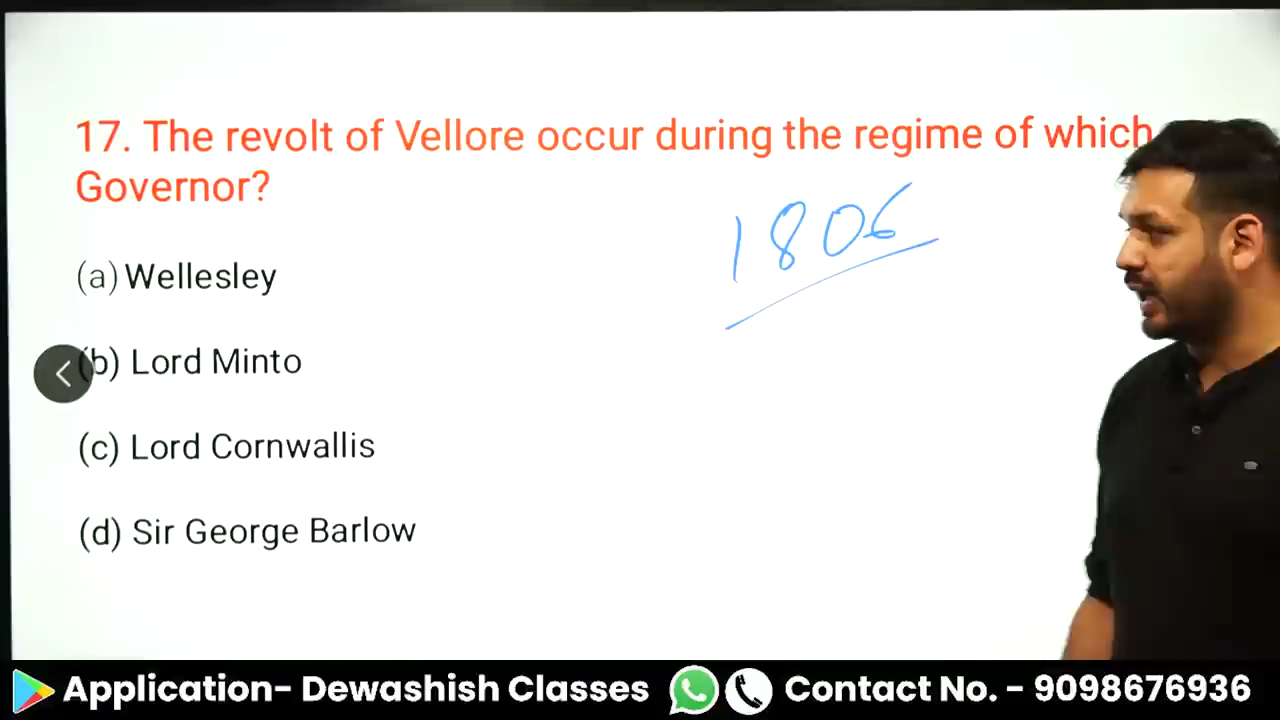 17. The revolt of Vellore occur during the regime of which
Governor?
1806
(a) Wellesley
(b) Lord Minto
(c) Lord Cornwallis
(d) Sir George Barlow
Application- Dewashish Classes Contact No. - 9098676936